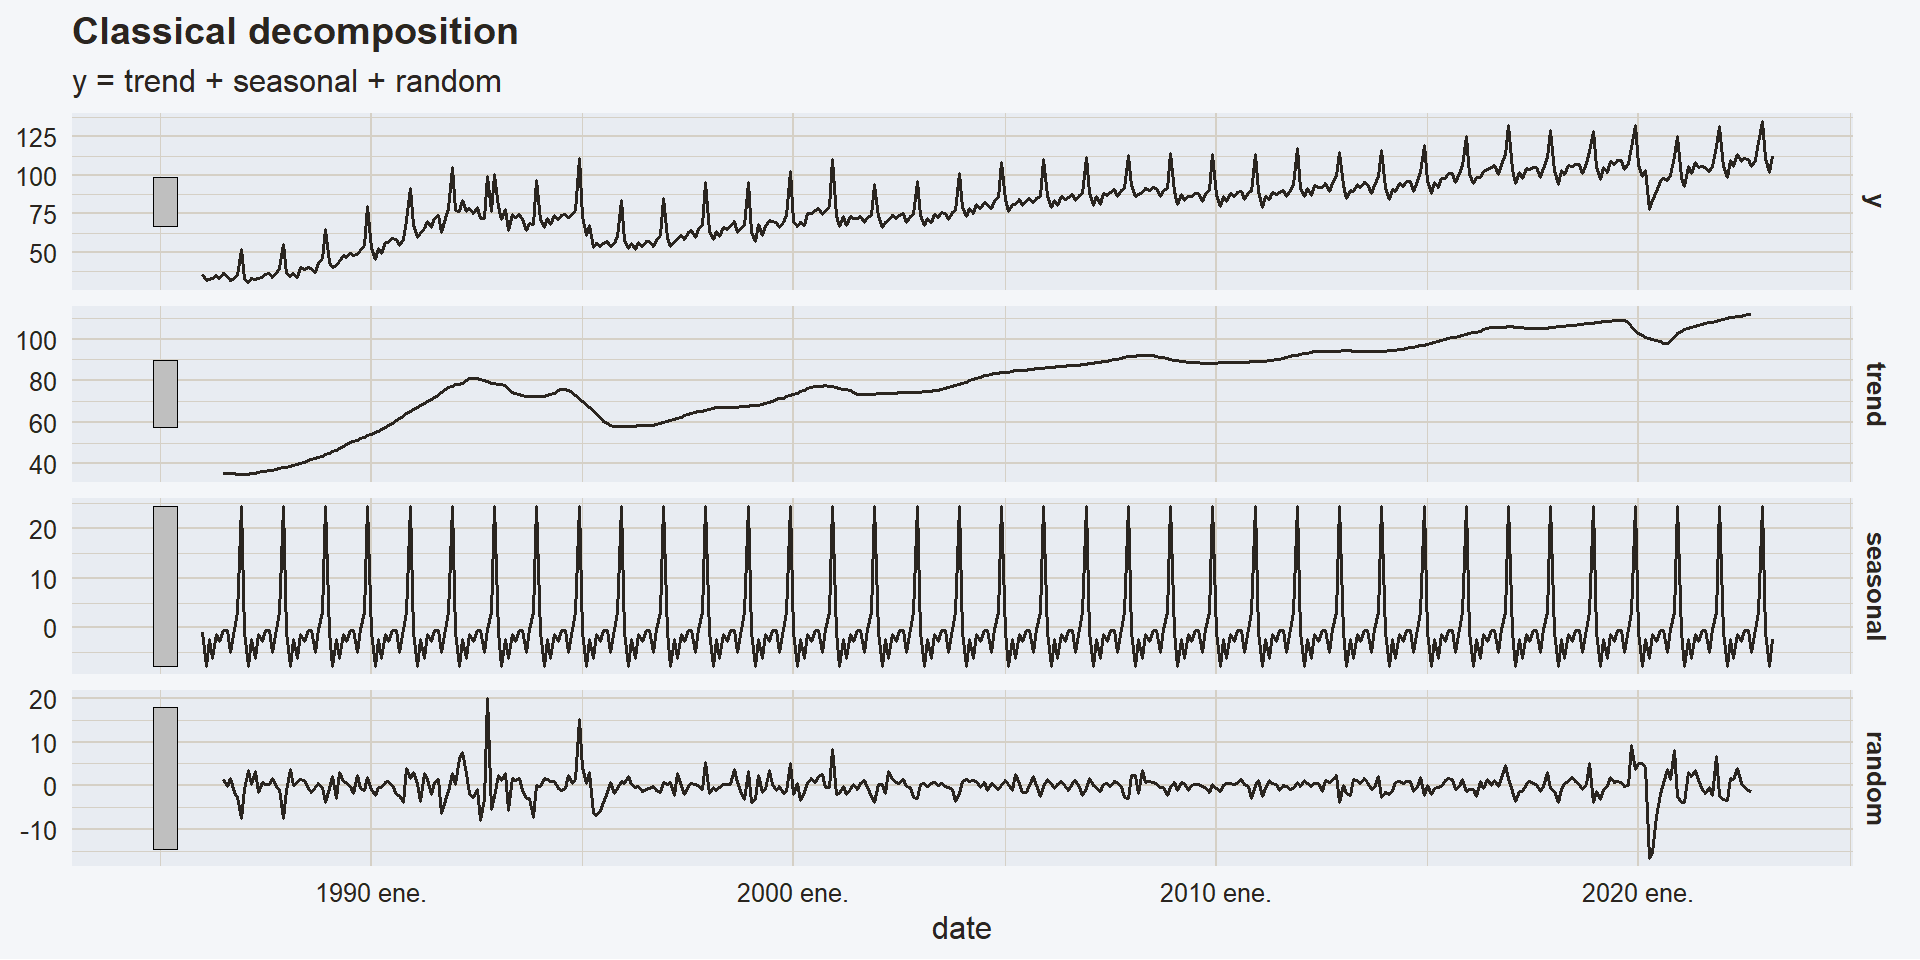 Classical decomposition
y = trend + seasonal + random
125
100
75
50
y
100
80
60
40
trend
20
10
0
seasonal
20
10
0
-10
random
1990 ene.
2000 ene.
2010 ene.
2020 ene.
date